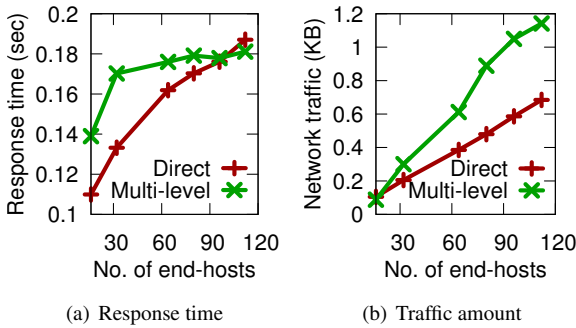 Response time (sec)
0.2
0.18
0.16
0.14
0.12
0.1
Direct
Multi-level
30 60 90 120
No. of end-hosts
(a) Response time
Network traffic (KB)
1.2
1
0.8
0.6
0.4
0.2
0
Direct
Multi-level
30 60 90 120
No. of end-hosts
(b) Traffic amount